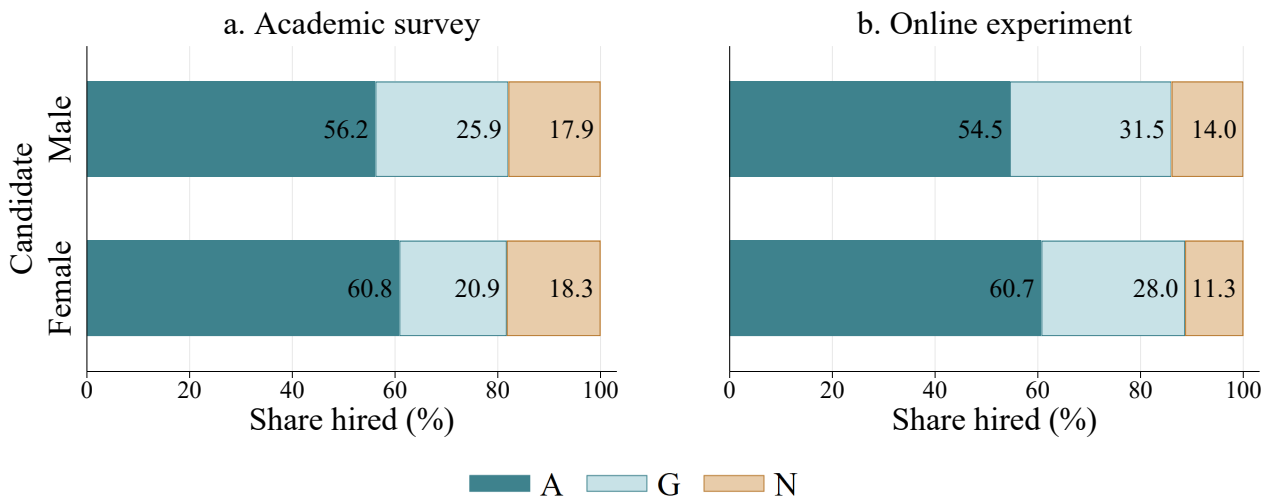 a. Academic survey
Candidate
Male
56.2 25.9 17.9
Female
60.8 20.9 18.3
0 20 40 60 80 100
Share hired (%)
b. Online experiment
54.5 31.5 14.0
60.7 28.0 11.3
0 20 40 60 80 100
Share hired (%)
A G N